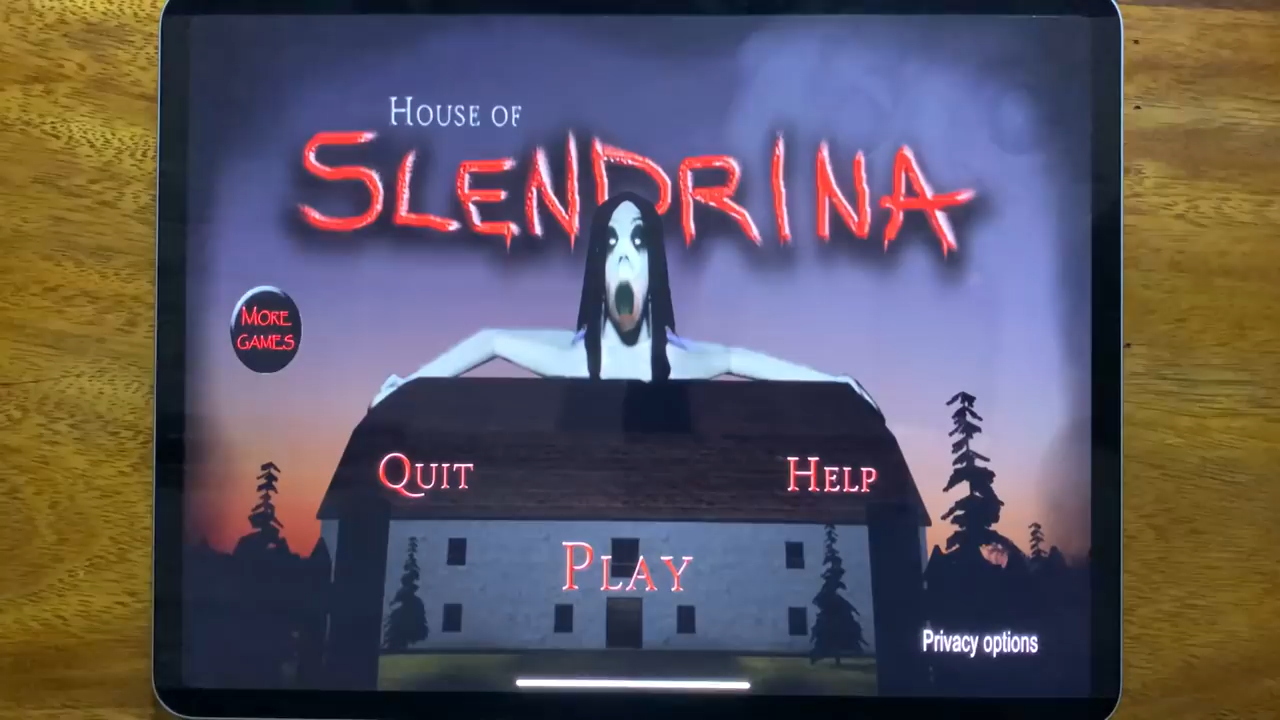 House of
Slendrina
More
games
Quit
Help
Play
Privacy options